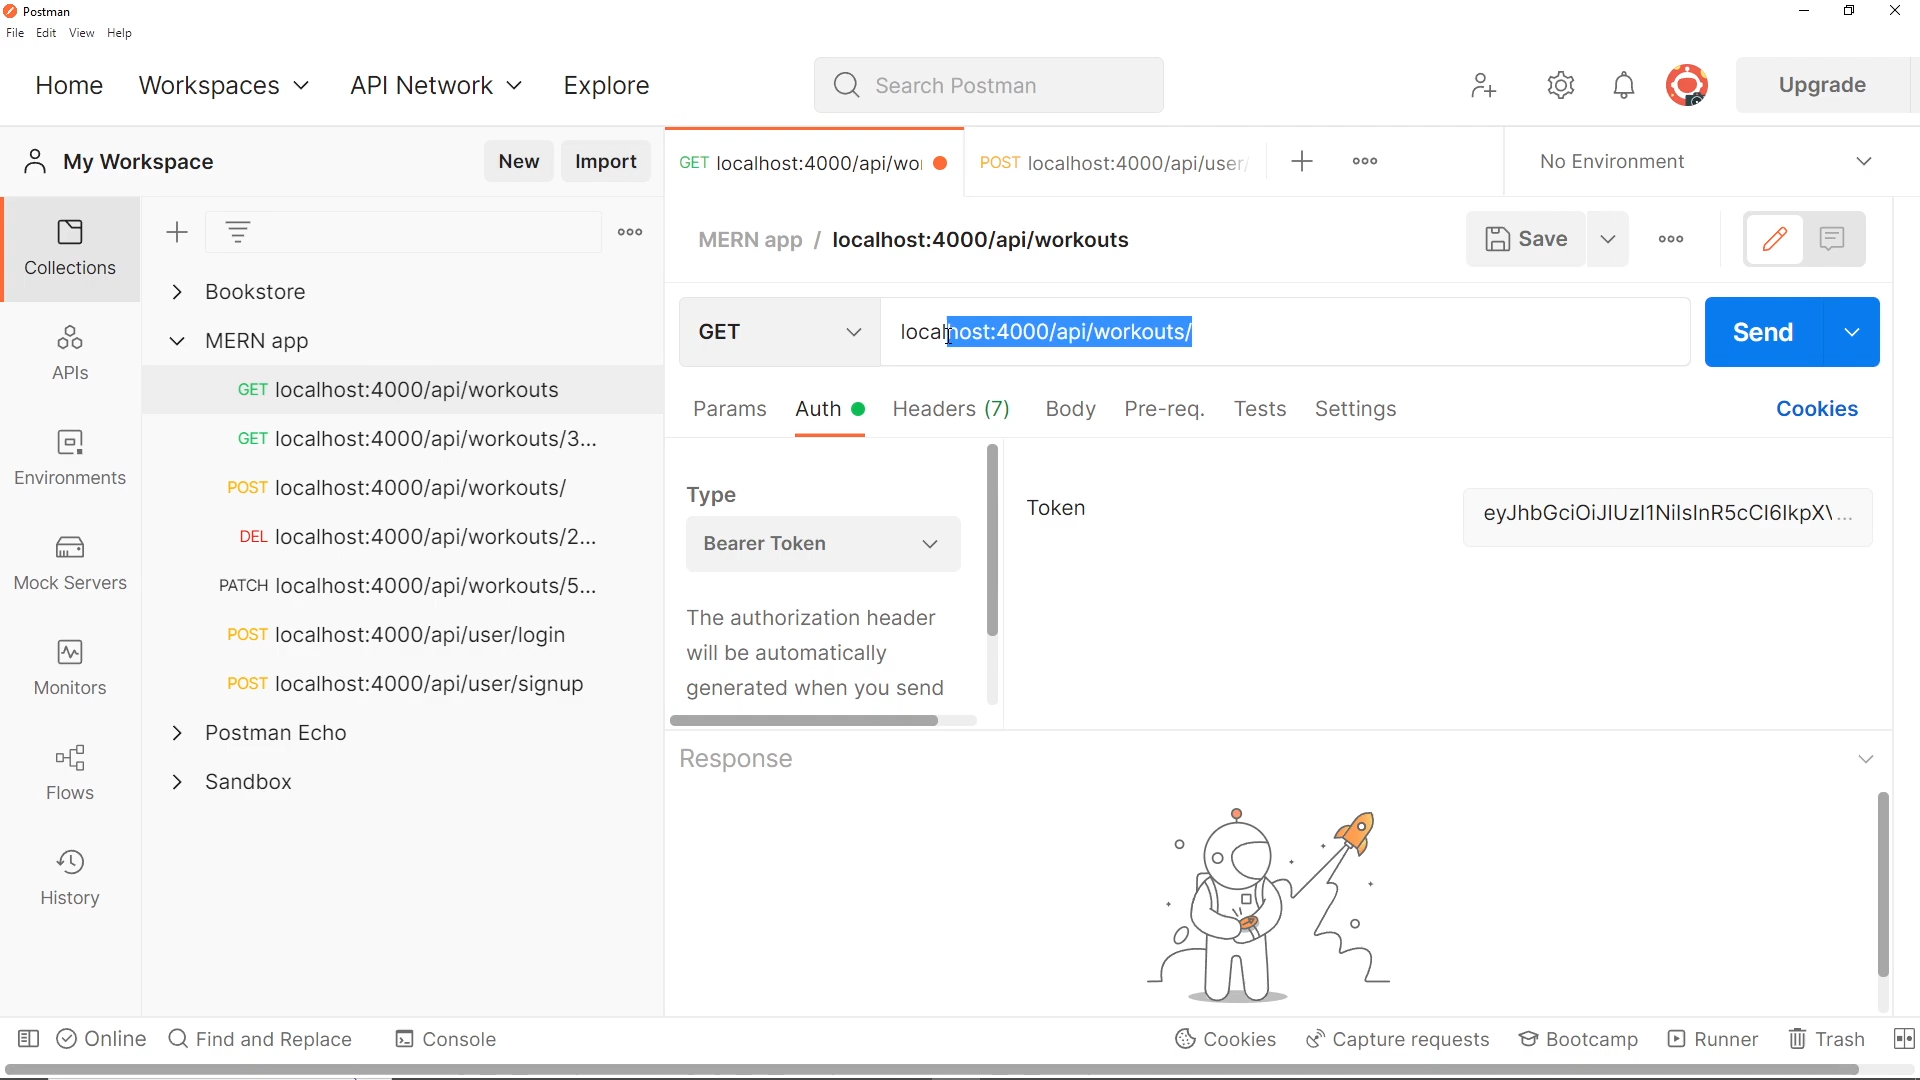 Postman
File Edit View Help
Home Workspaces API Network Explore Search Postman Upgrade
My Workspace New Import
GET localhost:4000/api/wo POST localhost:4000/api/user/ No Environment
Collections
APIs
Environments
Mock Servers
Monitors
Flows
History
Bookstore
MERN app
GET localhost:4000/api/workouts
GET localhost:4000/api/workouts/3...
POST localhost:4000/api/workouts/
DEL localhost:4000/api/workouts/2...
PATCH localhost:4000/api/workouts/5...
POST localhost:4000/api/user/login
POST localhost:4000/api/user/signup
Postman Echo
Sandbox
MERN app / localhost:4000/api/workouts Save
GET localhost:4000/api/workouts/ Send
Params Auth Headers (7) Body Pre-req. Tests Settings Cookies
Type
Bearer Token
The authorization header
will be automatically
generated when you send
Token
Response
Online Find and Replace Console Cookies Capture requests Bootcamp Runner Trash